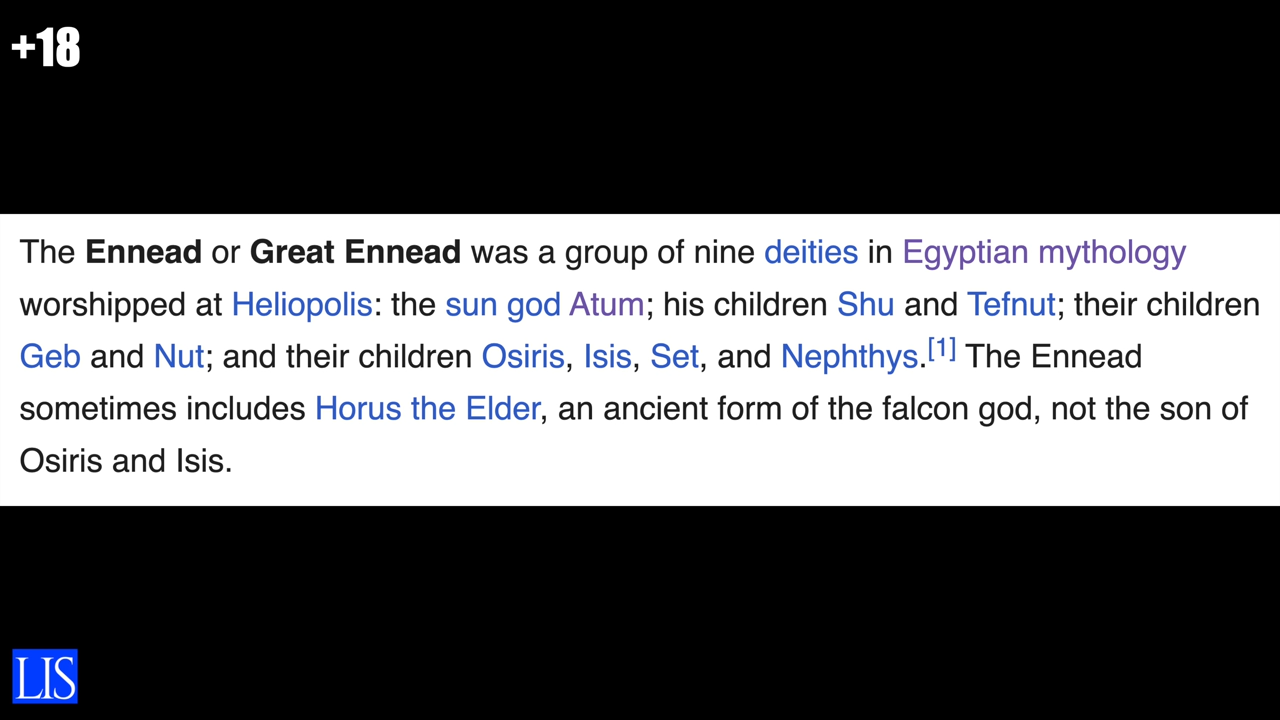 +18
The Ennead or Great Ennead was a group of nine deities in Egyptian mythology
worshipped at Heliopolis: the sun god Atum; his children Shu and Tefnut; their children
Geb and Nut; and their children Osiris, Isis, Set, and Nephthys.[1] The Ennead
sometimes includes Horus the Elder, an ancient form of the falcon god, not the son of
Osiris and Isis.
LIS